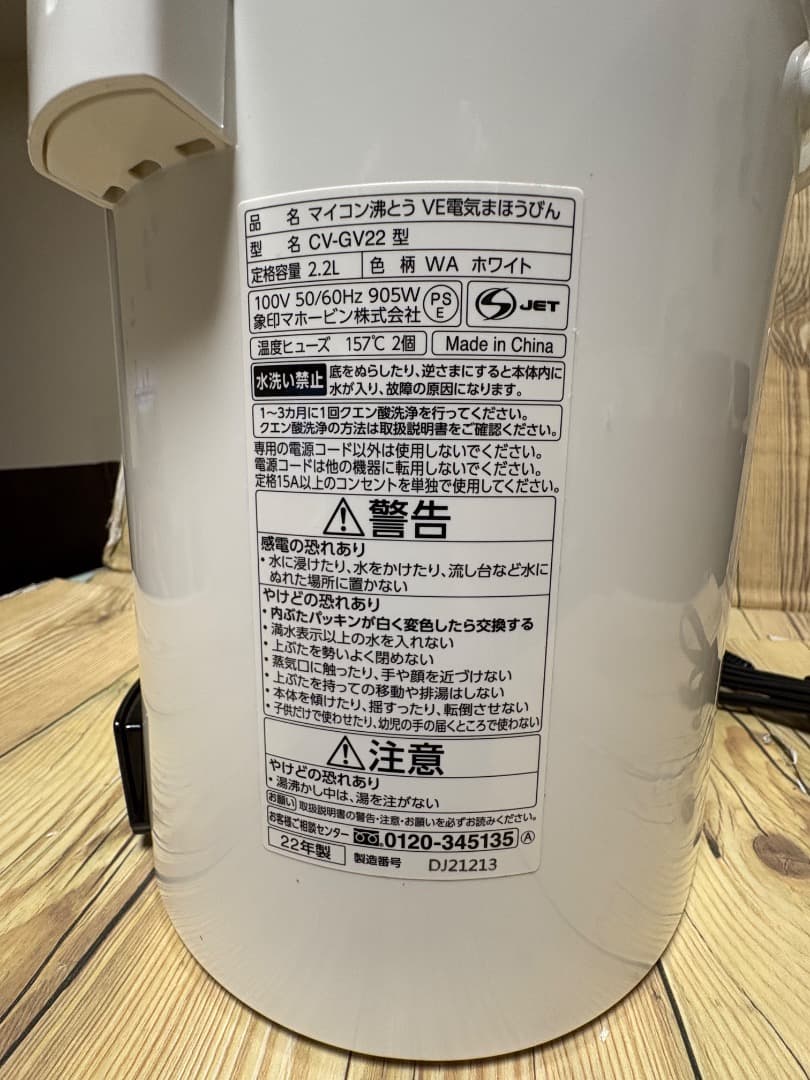 品名 マイコン沸とう VE電気まほうびん
型名 CV-GV22 型
定格容量 2.2L 色柄 WA ホワイト
100V 50/60Hz 905W
象印マホービン株式会社
PS
E
JET
温度ヒューズ 157℃ 2個 Made in China
水洗い禁止 底をぬらしたり、逆さまにすると本体内に
水が入り、故障の原因になります。
1~3カ月に1回クエン酸洗浄を行ってください。
クエン酸洗浄の方法は取扱説明書をご確認ください。
専用の電源コード以外は使用しないでください。
電源コードは他の機器に転用しないでください。
定格15A以上のコンセントを単独で使用してください。
警告
感電の恐れあり
・水に浸けたり、水をかけたり、流し台など水に
ぬれた場所に置かない
やけどの恐れあり
・内ぶたパッキンが白く変色したら交換する
・満水表示以上の水を入れない
・上ぶたを勢いよく閉めない
・蒸気口に触ったり、手や顔を近づけない
・上ぶたを持っての移動や排湯はしない
・本体を傾けたり、揺すったり、転倒させない
・子供だけで使わせたり、幼児の手の届くところで使わない
注意
やけどの恐れあり
・湯沸かし中は、湯を注がない
お願い 取扱説明書の警告・注意・お願いを必ずお読みください。
お客様ご相談センター 0120-345135 Ⓐ
22年製 製造番号 DJ21213